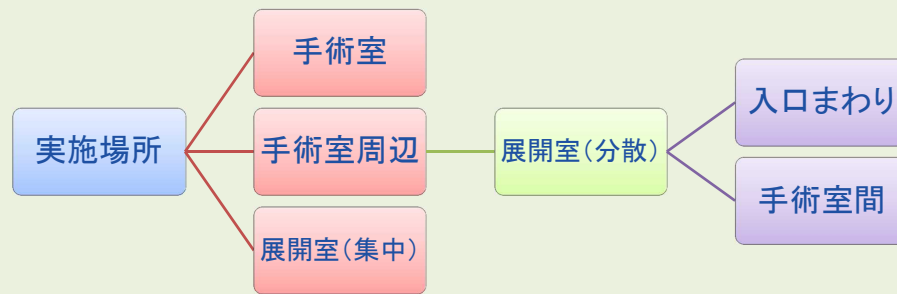 実施場所
手術室
手術室周辺
展開室（集中）
展開室（分散）
入口まわり
手術室間